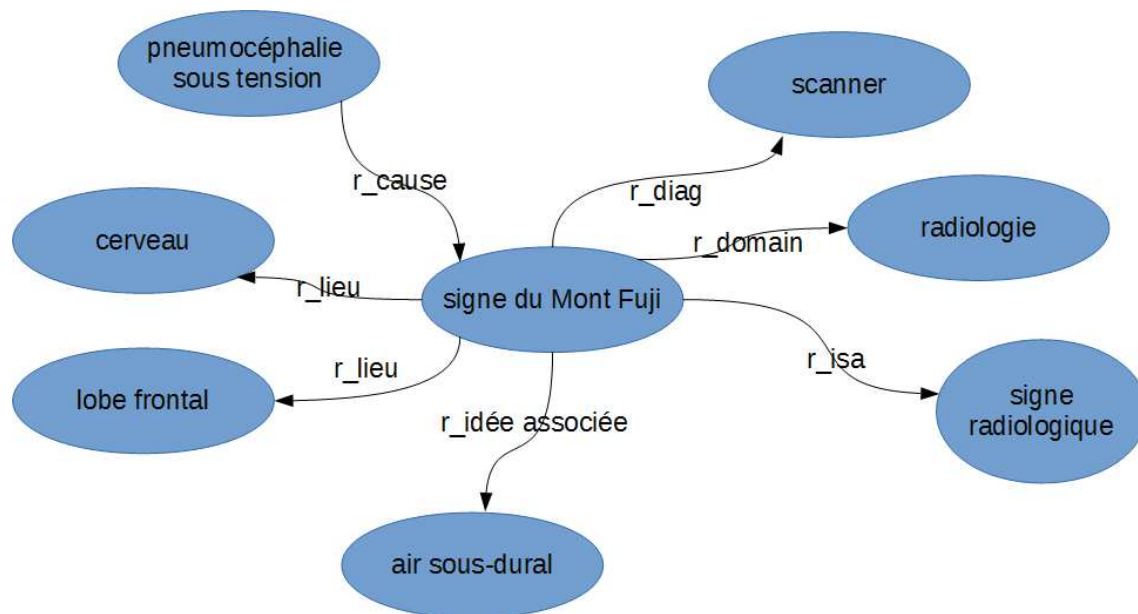 pneumocéphalie
sous tension
scanner
r_cause
r_diag
cerveau
radiologie
r_domain
r_lieu
signe du Mont Fuji
r_lieu
r_isa
lobe frontal
signe
radiologique
r_idée associée
air sous-dural